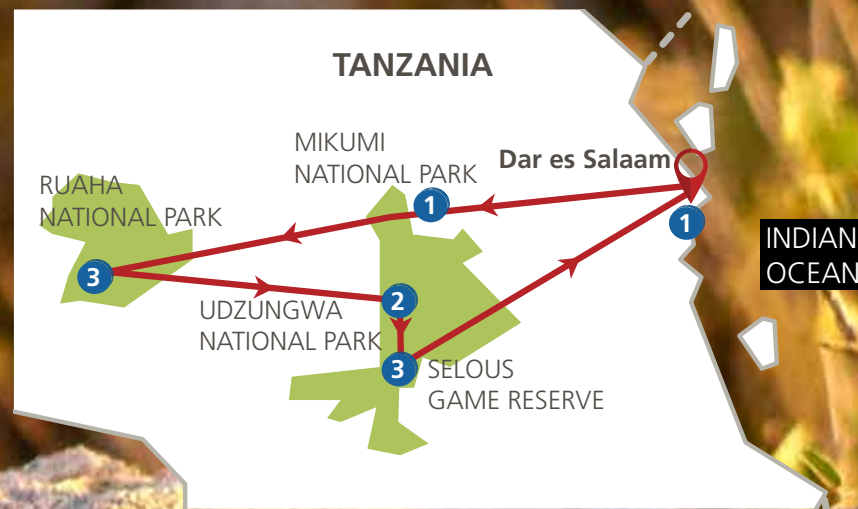 TANZANIA
MIKUMI
NATIONAL PARK
Dar es Salaam
RUAHA
NATIONAL PARK
1
1
INDIAN
OCEAN
3
2
UDZUNGWA
NATIONAL PARK
3
SELOUS
GAME RESERVE